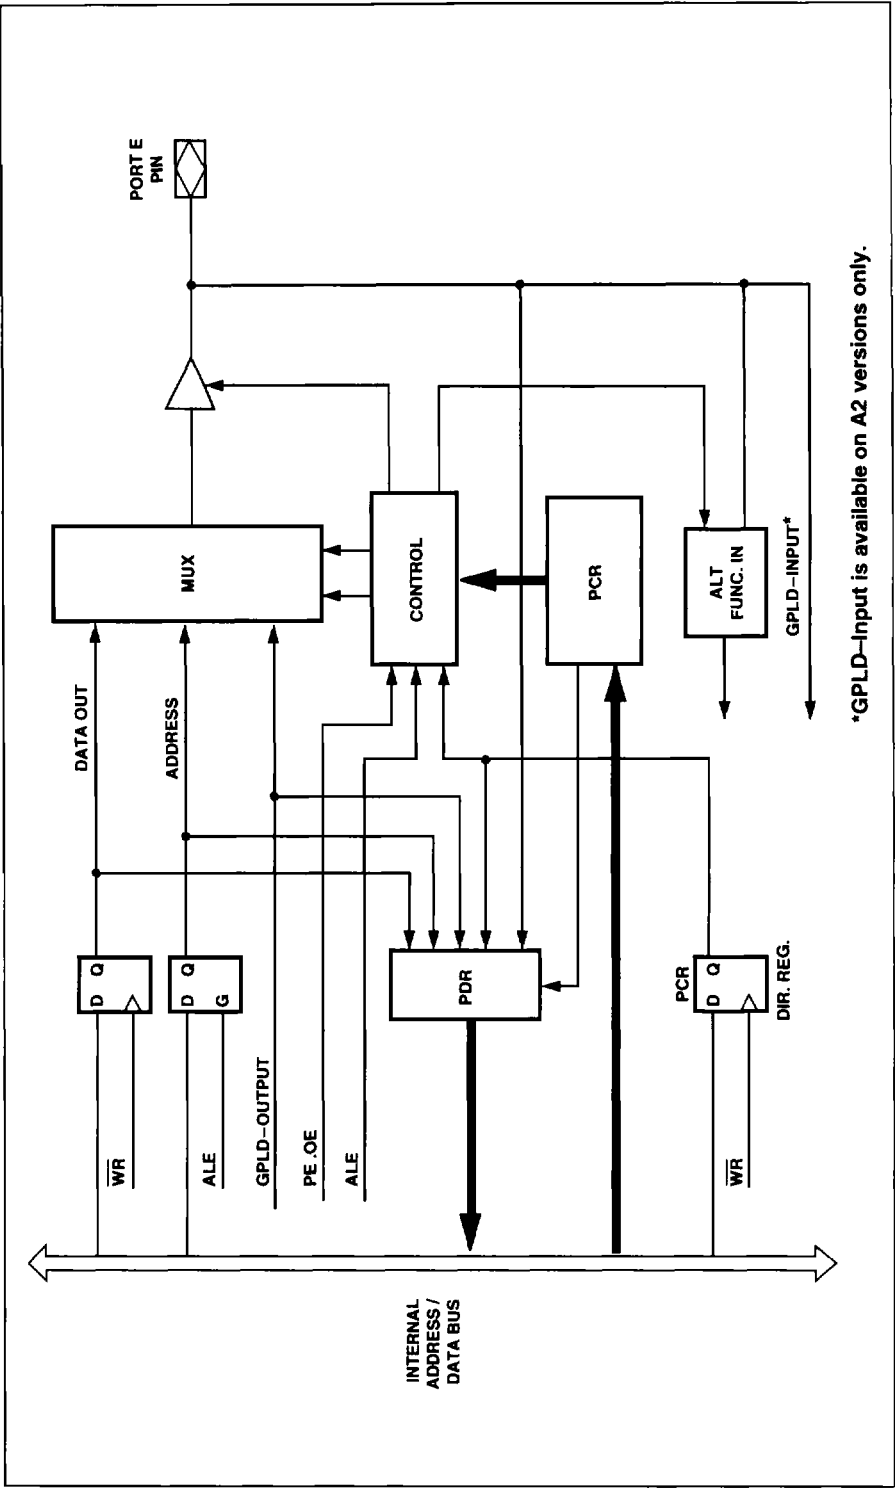 PORT E
PIN
MUX
CONTROL
PCR
ALT
FUNC. IN
GPLD–INPUT*
DATA OUT
ADDRESS
D Q
D Q
G
PDR
PCR
D Q
DIR. REG.
WR
ALE
GPLD–OUTPUT
PE .OE
ALE
WR
INTERNAL
ADDRESS /
DATA BUS
*GPLD–Input is available on A2 versions only.